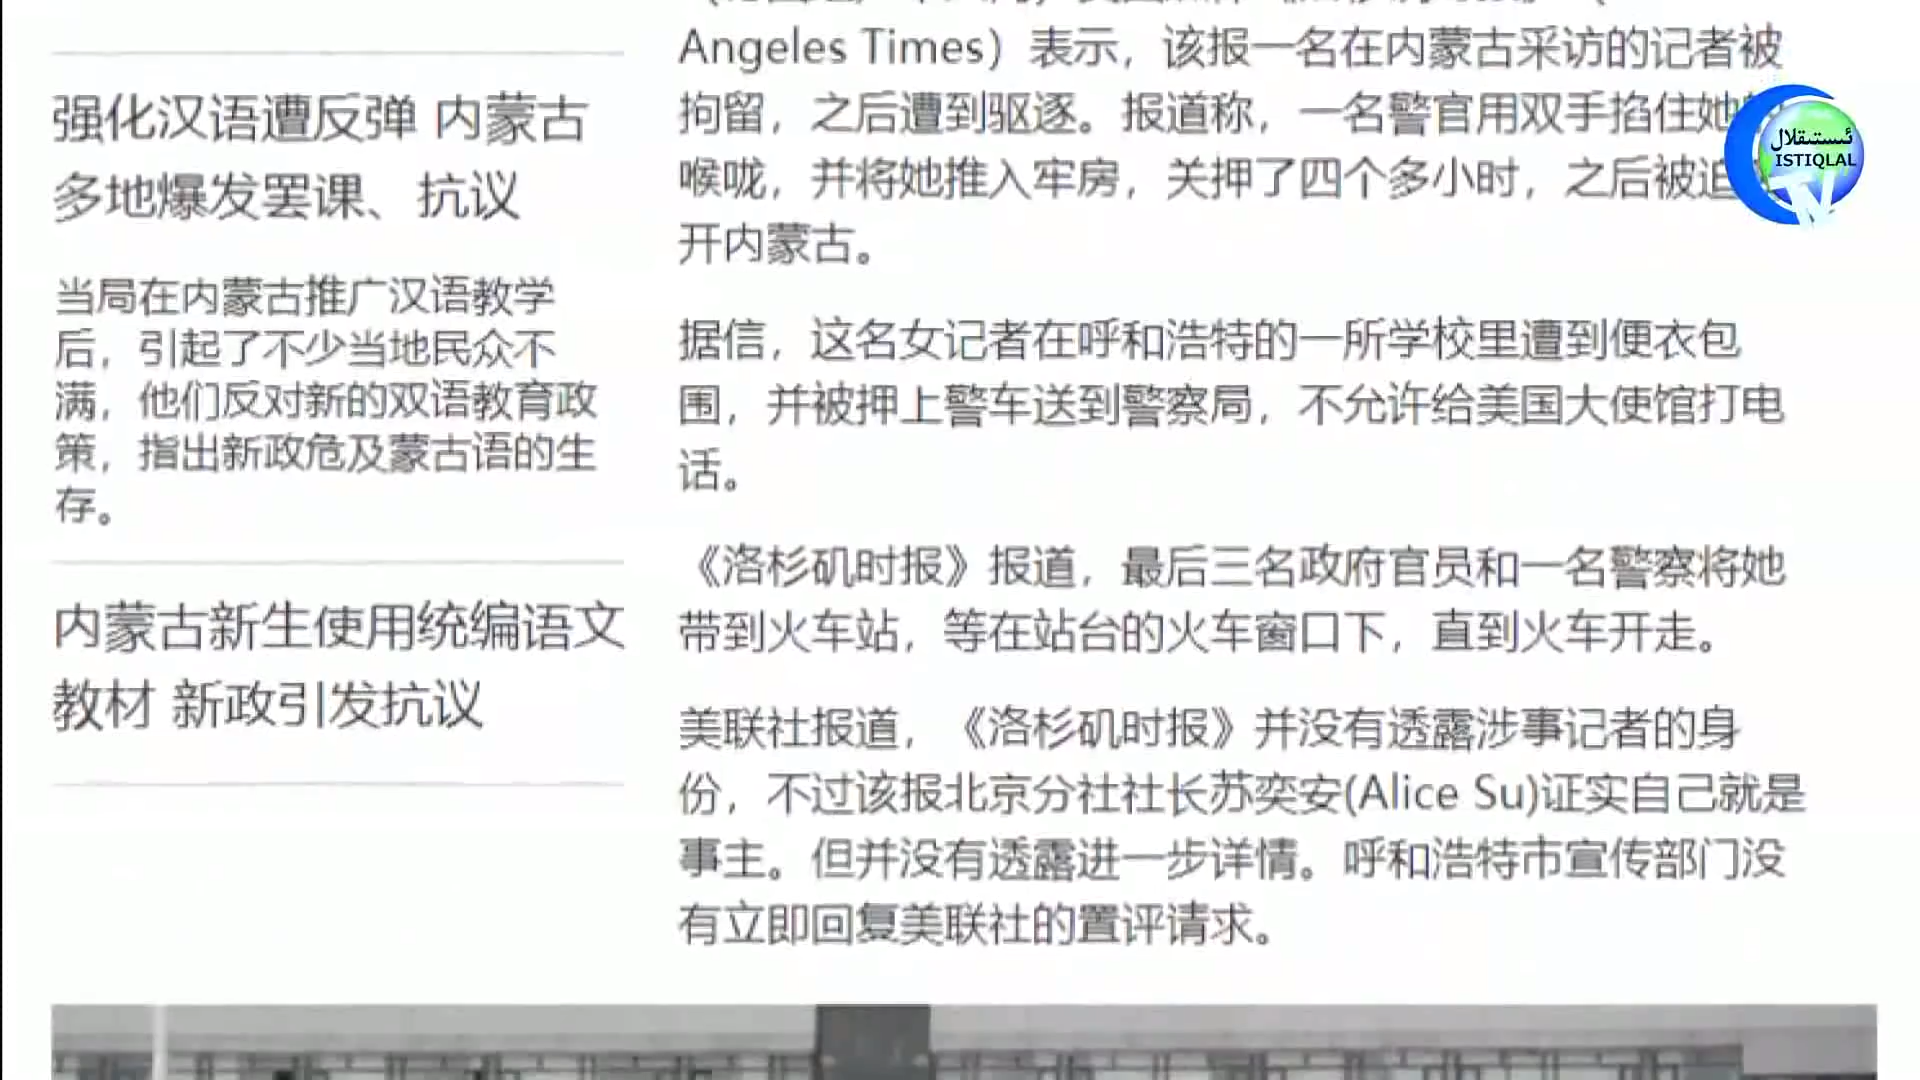 强化汉语遭反弹 内蒙古
多地爆发罢课、抗议
当局在内蒙古推广汉语教学
后，引起了不少当地民众不
满，他们反对新的双语教育政
策，指出新政危及蒙古语的生
存。
内蒙古新生使用统编语文
教材 新政引发抗议
Angeles Times）表示，该报一名在内蒙古采访的记者被
拘留，之后遭到驱逐。报道称，一名警官用双手掐住她
喉咙，并将她推入牢房，关押了四个多小时，之后被迫
开内蒙古。
据信，这名女记者在呼和浩特的一所学校里遭到便衣包
围，并被押上警车送到警察局，不允许给美国大使馆打电
话。
《洛杉矶时报》报道，最后三名政府官员和一名警察将她
带到火车站，等在站台的火车窗口下，直到火车开走。
美联社报道，《洛杉矶时报》并没有透露涉事记者的身
份，不过该报北京分社社长苏奕安(Alice Su)证实自己就是
事主。但并没有透露进一步详情。呼和浩特市宣传部门没
有立即回复美联社的置评请求。
ئىستىقلال
ISTIQLAL
TV